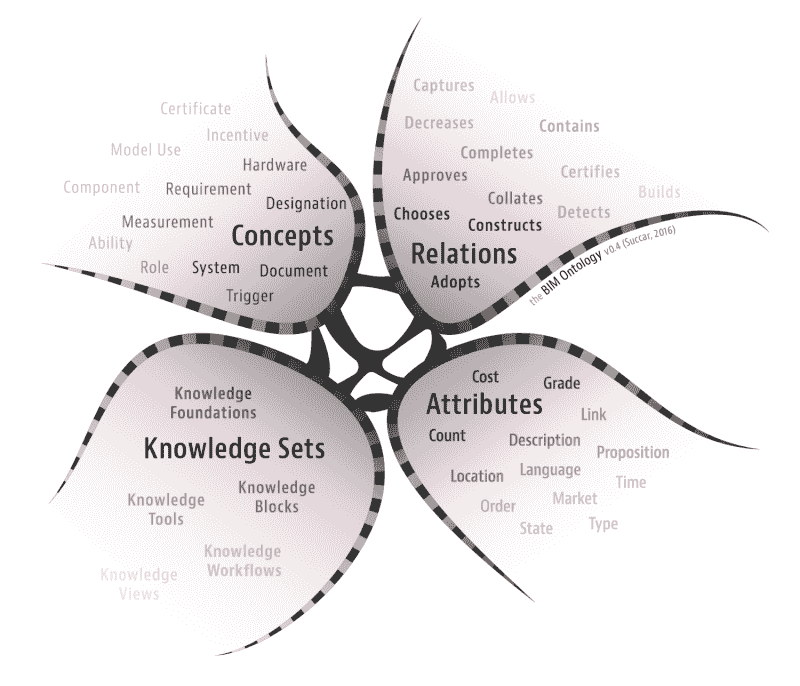 Certificate
Incentive
Model Use
Hardware
Component
Requirement
Designation
Measurement
Concepts
Ability
Role
System
Document
Trigger
Captures
Allows
Decreases
Contains
Completes
Approves
Certifies
Collates
Builds
Chooses
Detects
Constructs
Relations
Adopts
the BIM Ontology v0.4 (Succar, 2016)
Knowledge
Foundations
Knowledge Sets
Knowledge
Tools
Knowledge
Blocks
Knowledge
Workflows
Knowledge
Views
Cost
Grade
Attributes
Link
Count
Description
Proposition
Location
Language
Time
Order
Market
State
Type